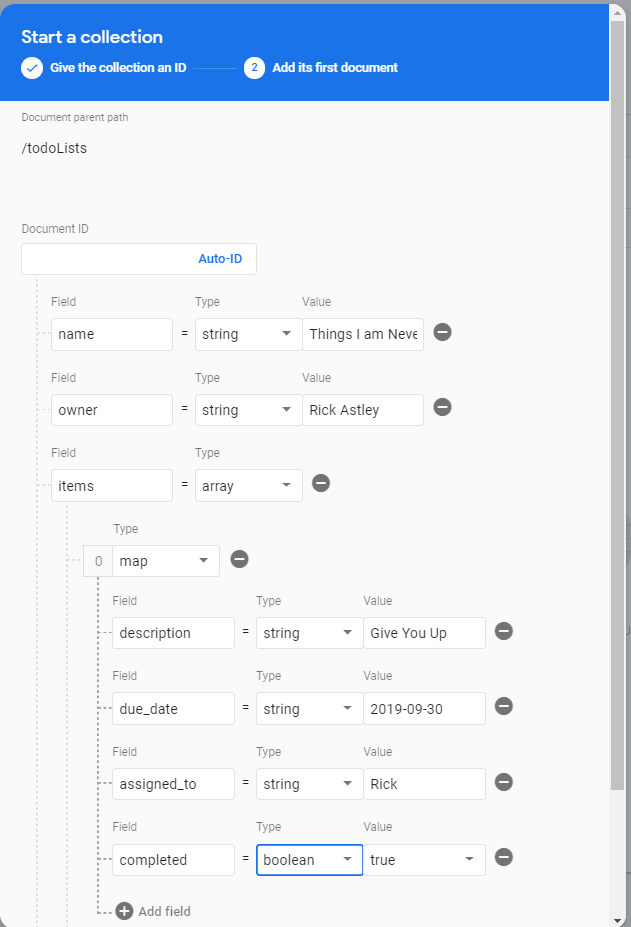 Start a collection
Give the collection an ID 2 Add its first document
Document parent path
/todoLists
Document ID
Auto-ID
Field Type Value
name = string Things I am Neve
Field Type Value
owner = string Rick Astley
Field Type
items = array
Type
0 map
Field Type Value
description = string Give You Up
Field Type Value
due_date = string 2019-09-30
Field Type Value
assigned_to = string Rick
Field Type Value
completed = boolean true
Add field